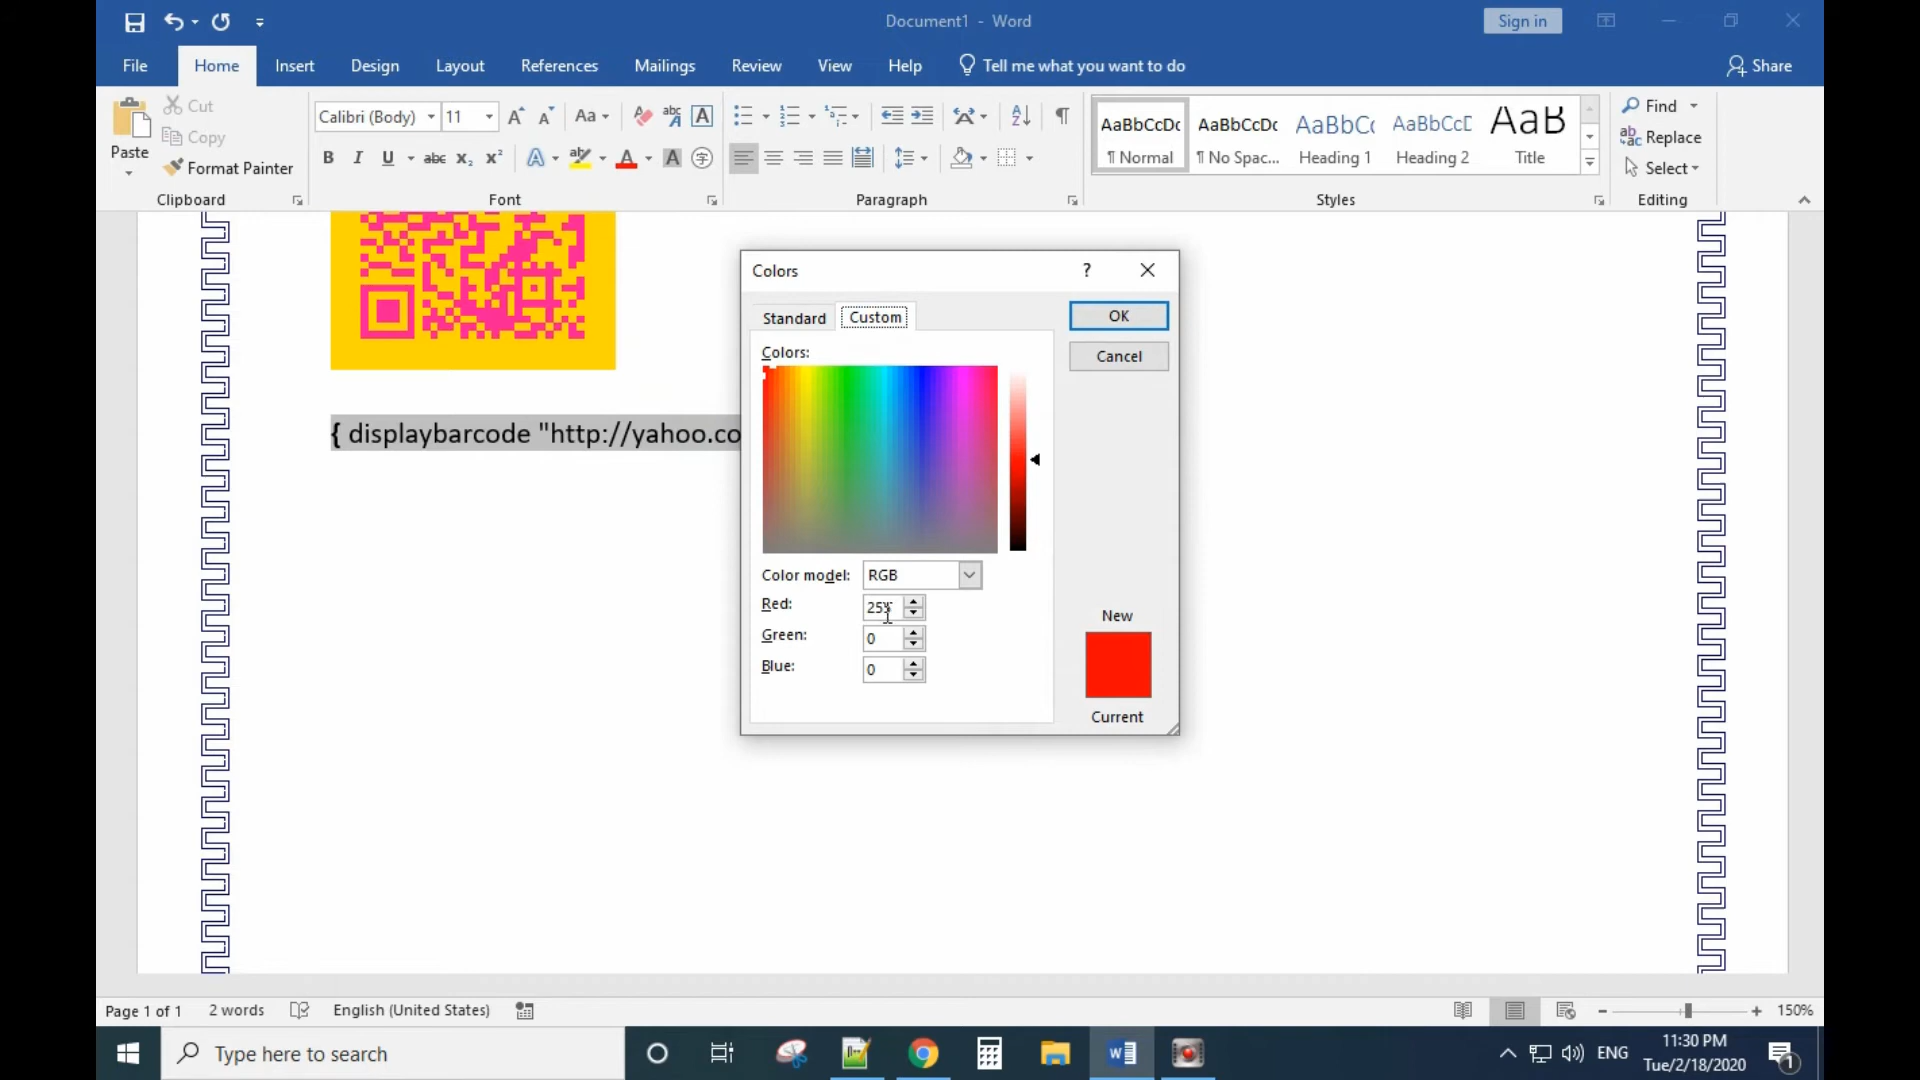 Document1 - Word
Sign in
File Home Insert Design Layout References Mailings Review View Help Tell me what you want to do Share
Paste
Cut
Copy
Format Painter
Clipboard
Calibri (Body) 11
Font
Paragraph
AaBbCcDc
¶ Normal
AaBbCcDc
¶ No Spac...
AaBbCc
Heading 1
AaBbCcD
Heading 2
AaB
Title
Styles
Find
Replace
Select
Editing
{ displaybarcode "http://yahoo.co
Colors
?
Standard
Custom
OK
Cancel
Colors:
Color model: RGB
Red: 255
Green: 0
Blue: 0
New
Current
Page 1 of 1 2 words English (United States) 150%
Type here to search
ENG
11:30 PM
Tue/2/18/2020
1